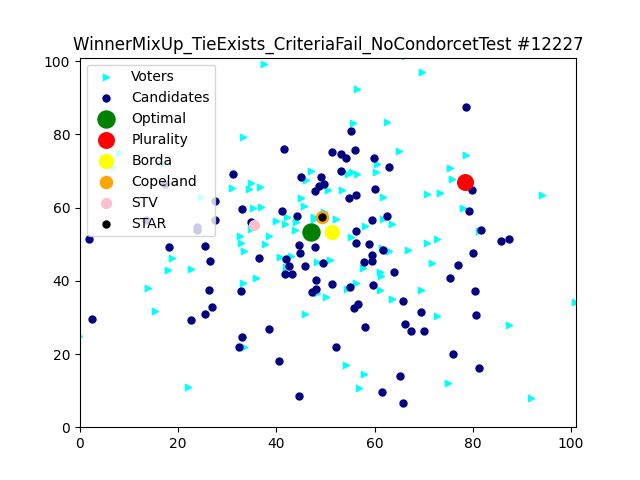 WinnerMixUp_TieExists_CriteriaFail_NoCondorcetTest #12227
100
80
60
40
20
0
0 20 40 60 80 100
Voters
Candidates
Optimal
Plurality
Borda
Copeland
STV
STAR